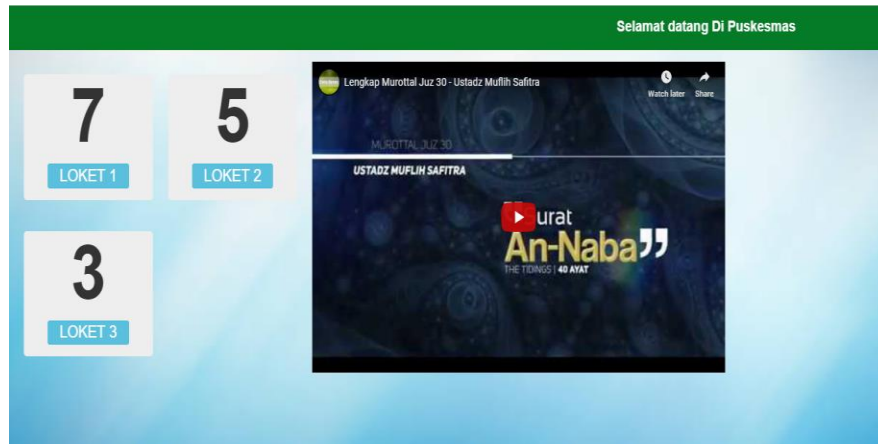 Selamat datang Di Puskesmas
7
LOKET 1
5
LOKET 2
3
LOKET 3
Lengkap Murottal Juz 30 - Ustadz Muflih Safitra
Watch later
Share
MUROTTAL JUZ 30
USTADZ MUFLIH SAFITRA
"Surat
An-Naba"
THE TIDINGS | 40 AYAT